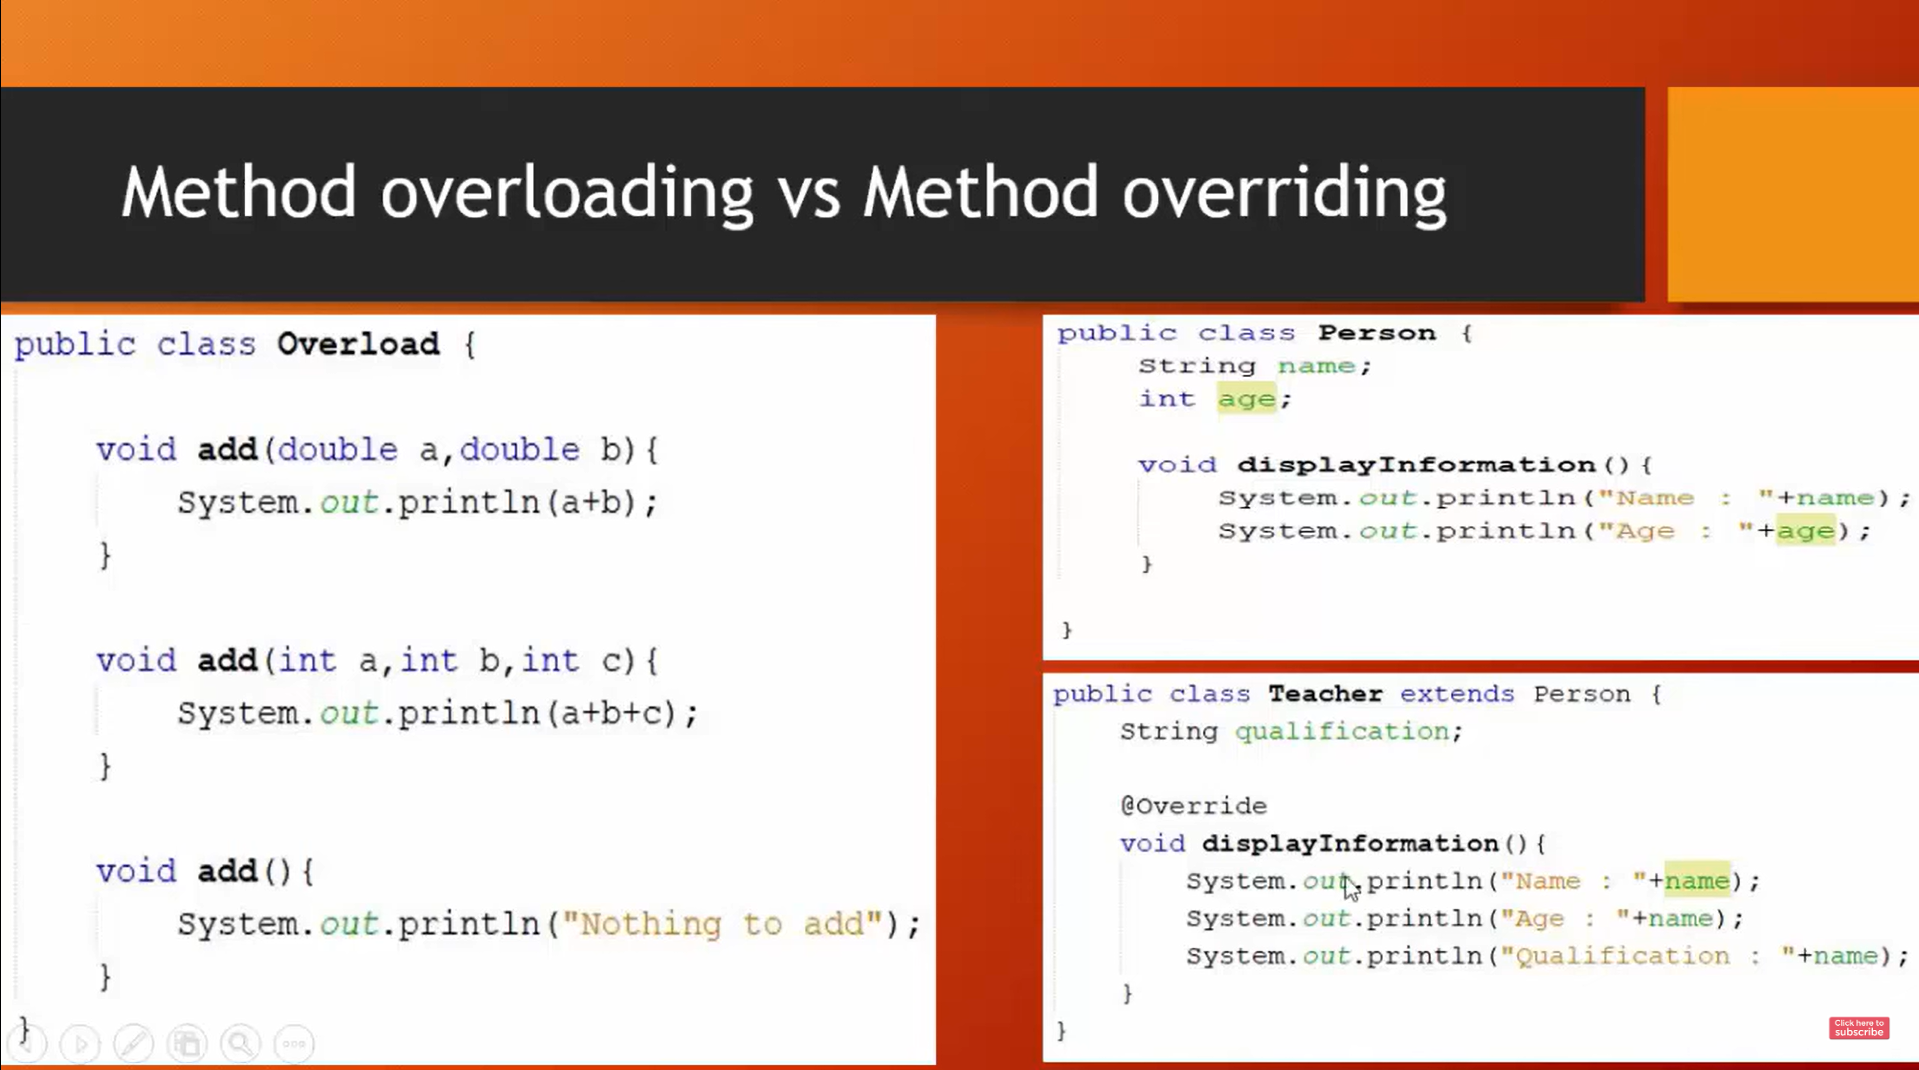 Method overloading vs Method overriding
public class Overload {
void add(double a,double b){
System.out.println(a+b);
}
void add(int a,int b,int c){
System.out.println(a+b+c);
}
void add(){
System.out.println("Nothing to add");
}
}
public class Person {
String name;
int age;
void displayInformation(){
System.out.println("Name : "+name);
System.out.println("Age : "+age);
}
}
public class Teacher extends Person {
String qualification;
@Override
void displayInformation(){
System.out.println("Name : "+name);
System.out.println("Age : "+name);
System.out.println("Qualification : "+name);
}
}
Click here to
subscribe